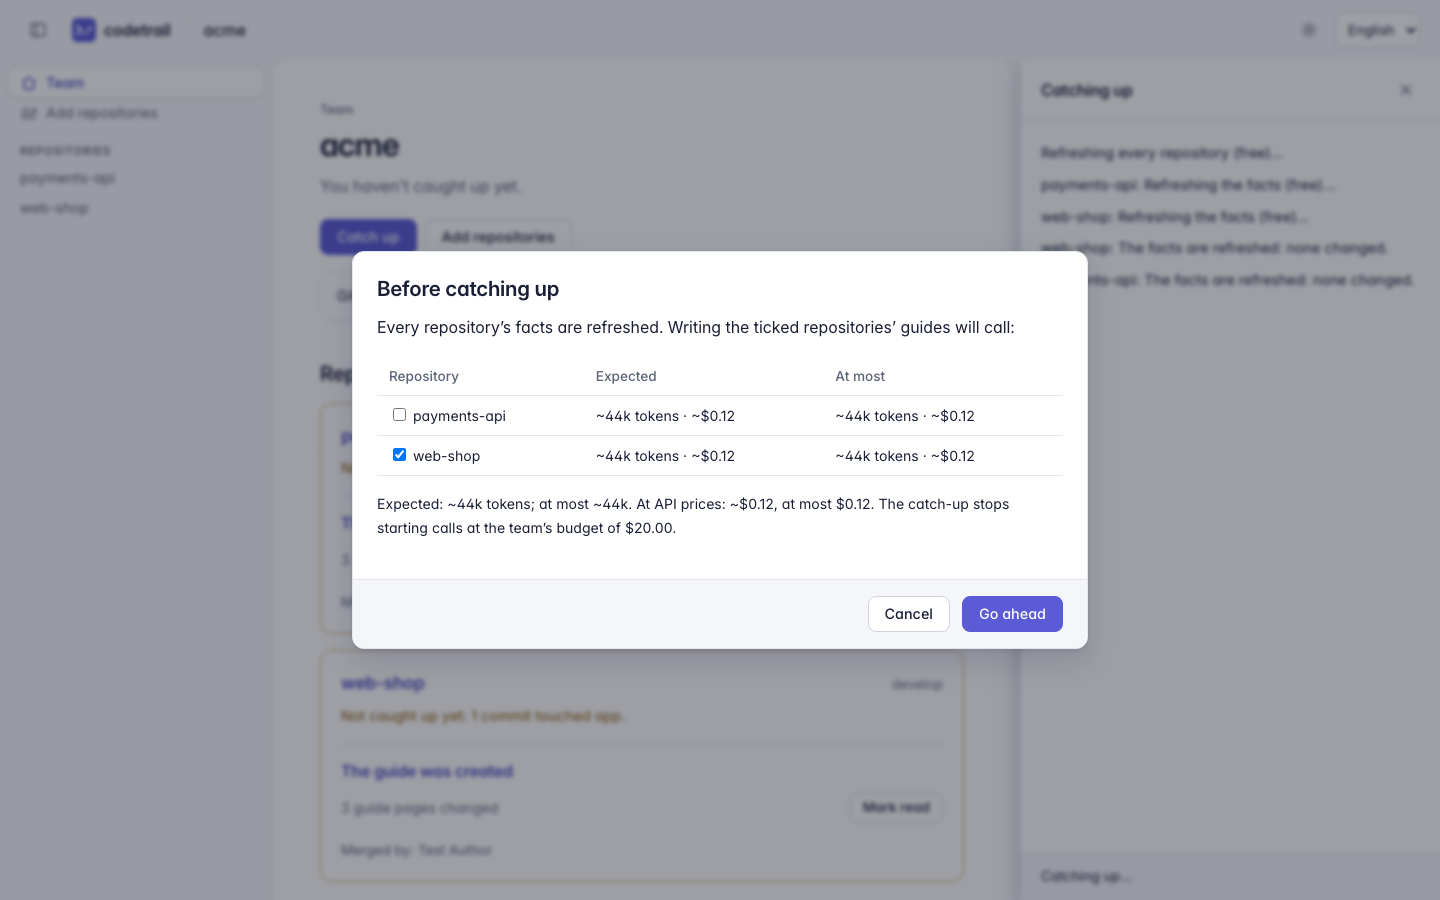 codetrail
acme
English
Team
Add repositories
REPOSITORIES
payments-api
web-shop
Team
acme
You haven't caught up yet.
Catch up
Add repositories
Before catching up
Every repository’s facts are refreshed. Writing the ticked repositories’ guides will call:
Repository Expected At most
payments-api ~44k tokens · ~$0.12 ~44k tokens · ~$0.12
web-shop ~44k tokens · ~$0.12 ~44k tokens · ~$0.12
Expected: ~44k tokens; at most ~44k. At API prices: ~$0.12, at most $0.12. The catch-up stops
starting calls at the team’s budget of $20.00.
Cancel
Go ahead
web-shop
develop
Not caught up yet: 1 commit touched app.
The guide was created
3 guide pages changed
Mark read
Merged by: Test Author
Catching up
Refreshing every repository (free)...
payments-api: Refreshing the facts (free)...
web-shop: Refreshing the facts (free)...
web-shop: The facts are refreshed: none changed.
The facts are refreshed: none changed.
Catching up...